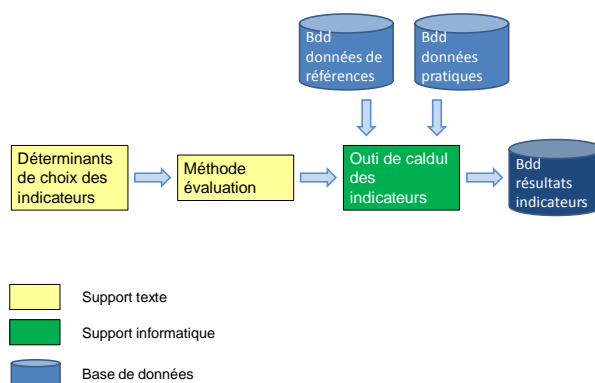 Bdd
données de
références
Bdd
données
pratiques
Déterminants
de choix des
indicateurs
Méthode
évaluation
Outi de caldul
des
indicateurs
Bdd
résultats
indicateurs
Support texte
Support informatique
Base de données